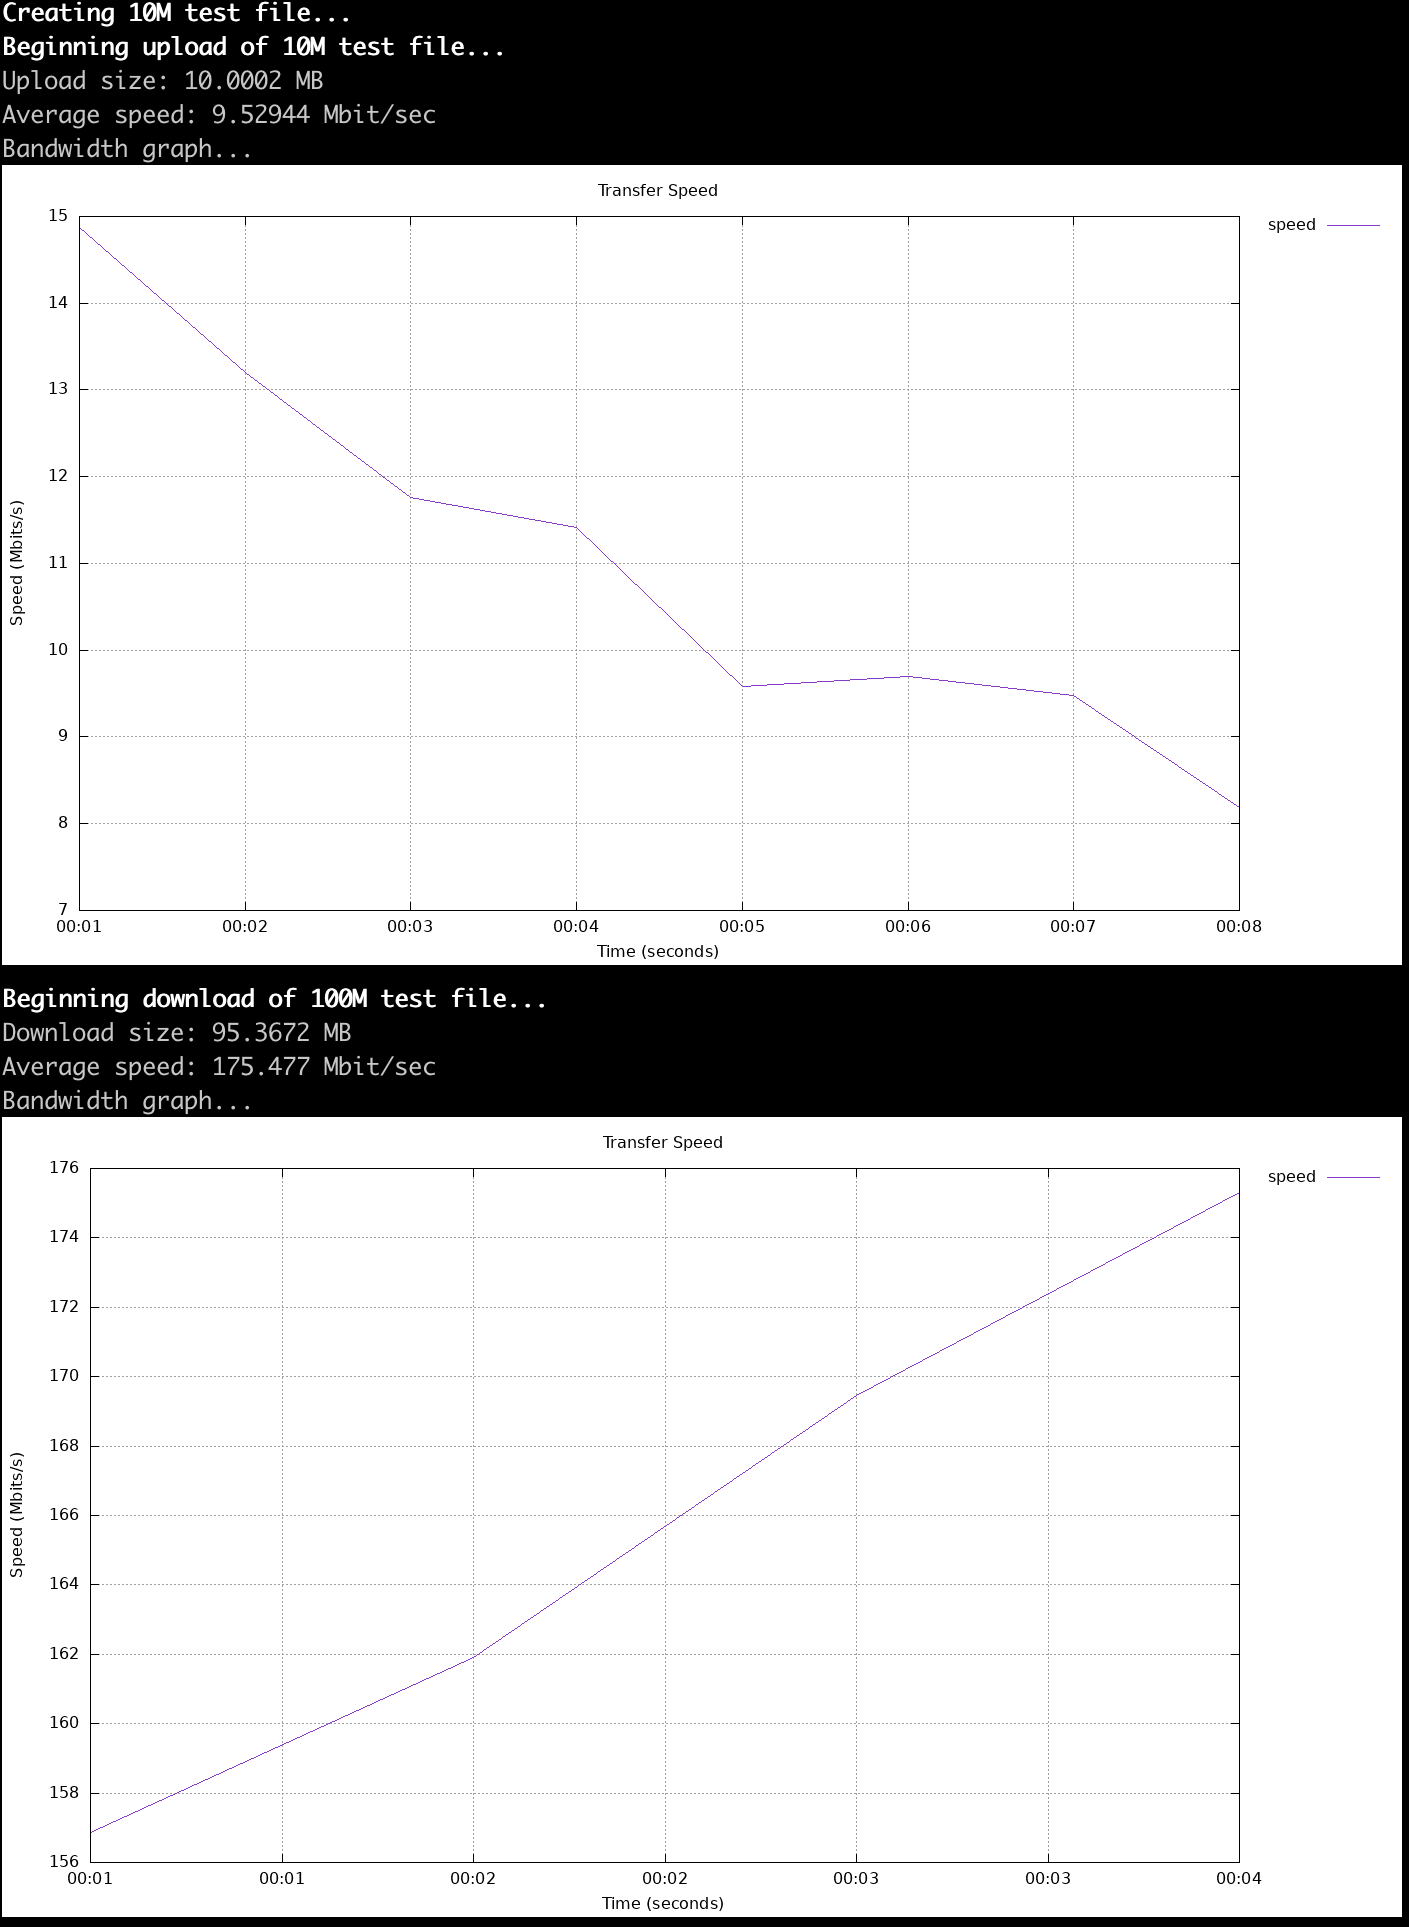 Creating 10M test file...
Beginning upload of 10M test file...
Upload size: 10.0002 MB
Average speed: 9.52944 Mbit/sec
Bandwidth graph...
Transfer Speed
speed
15
14
13
12
11
10
9
8
7
Speed (Mbits/s)
00:01 00:02 00:03 00:04 00:05 00:06 00:07 00:08
Time (seconds)
Beginning download of 100M test file...
Download size: 95.3672 MB
Average speed: 175.477 Mbit/sec
Bandwidth graph...
Transfer Speed
speed
176
174
172
170
168
166
164
162
160
158
156
Speed (Mbits/s)
00:01 00:01 00:02 00:02 00:03 00:03 00:04
Time (seconds)